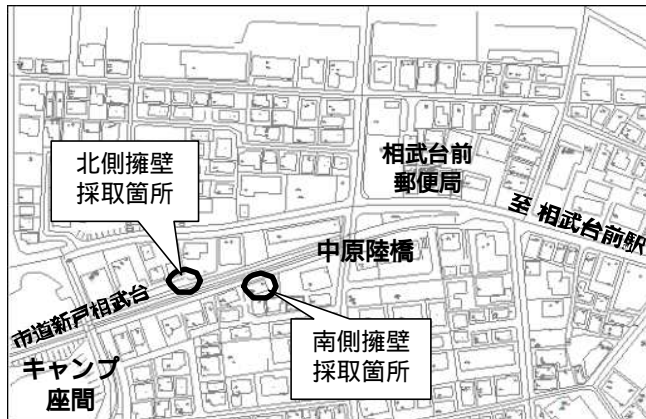 北側擁壁
採取箇所
相武台前
郵便局
至 相武台前駅
中原陸橋
市道新戸相武台
南側擁壁
採取箇所
キャンプ
座間